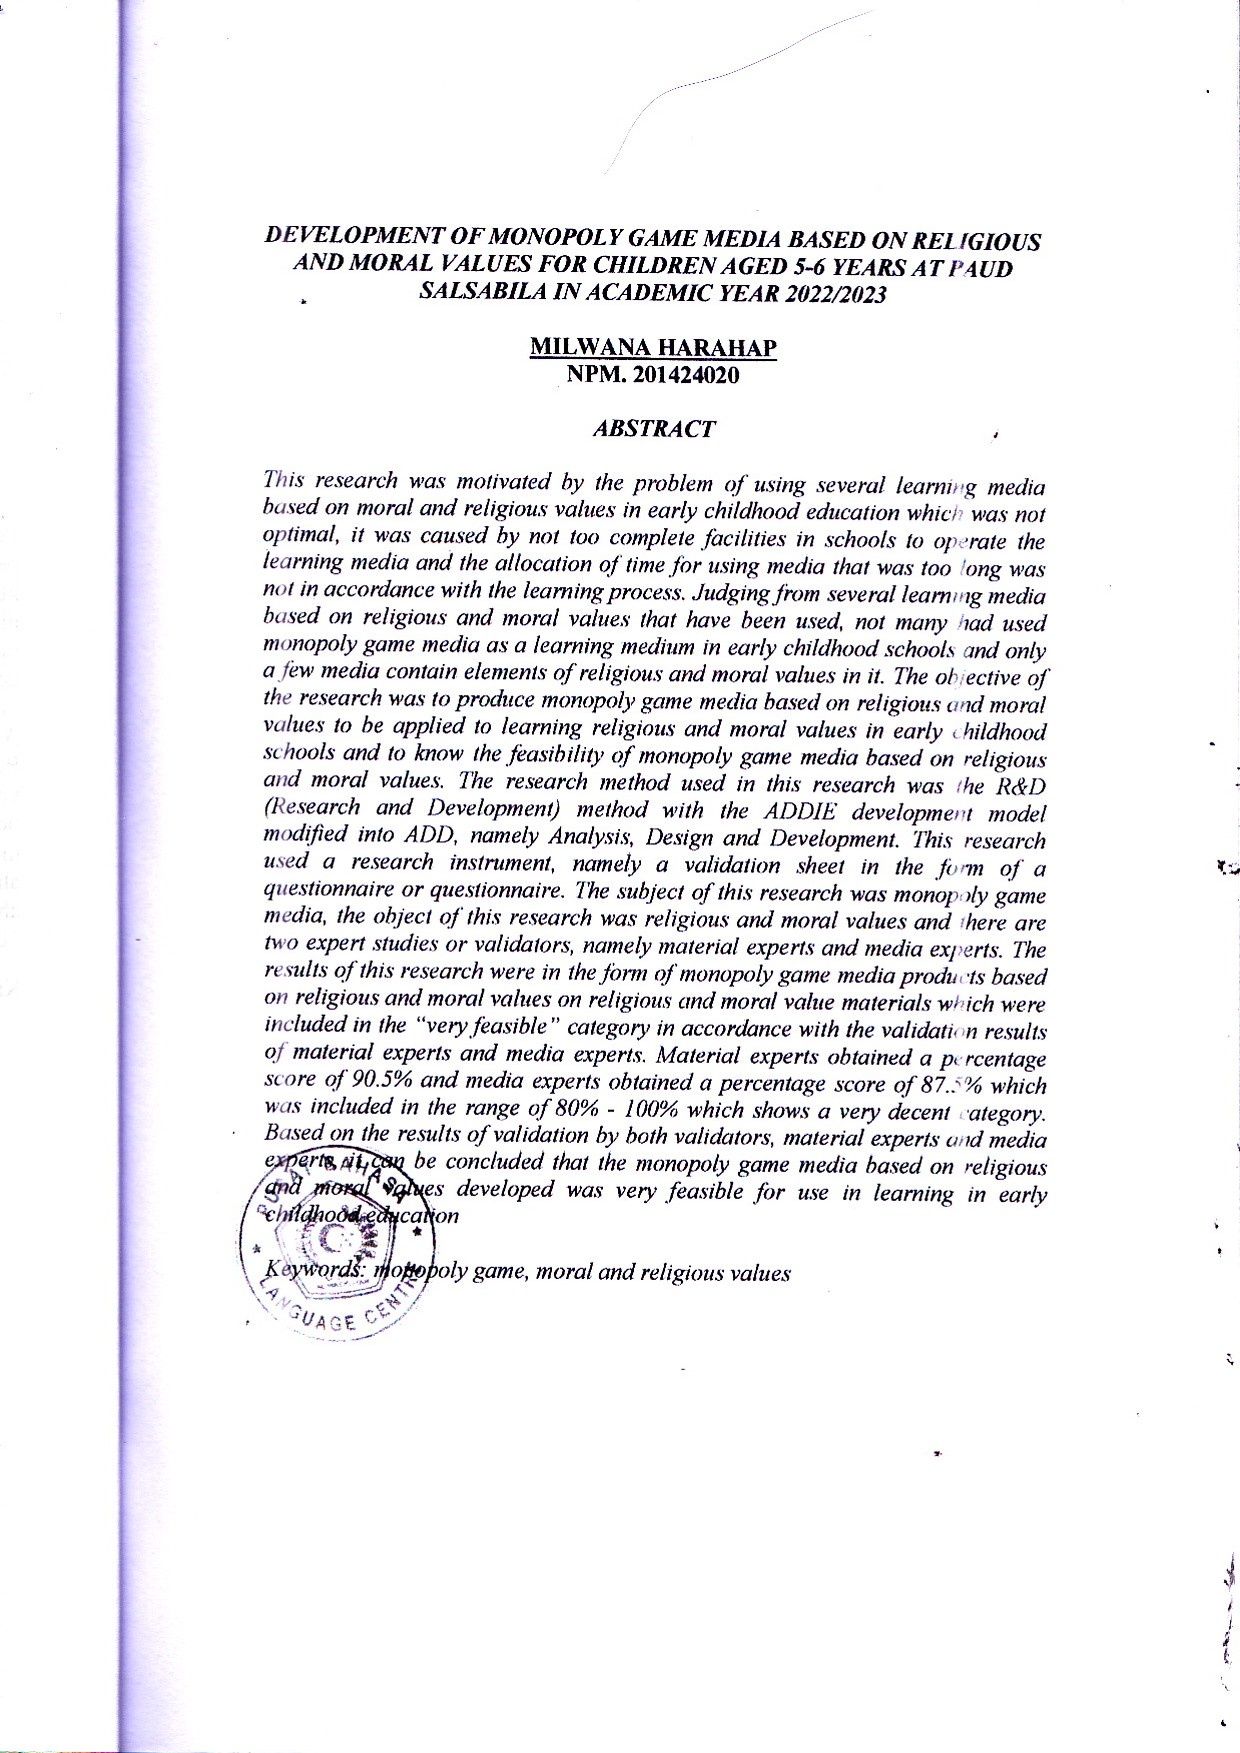 DEVELOPMENT OF MONOPOLY GAME MEDIA BASED ON RELIGIOUS
AND MORAL VALUES FOR CHILDREN AGED 5-6 YEARS AT PAUD
SALSABILA IN ACADEMIC YEAR 2022/2023
MILWANA HARAHAP
NPM. 201424020
ABSTRACT
This research was motivated by the problem of using several learning media
based on moral and religious values in early childhood education which was not
optimal, it was caused by not too complete facilities in schools to operate the
learning media and the allocation of time for using media that was too long was
not in accordance with the learning process. Judging from several learning media
based on religious and moral values that have been used, not many had used
monopoly game media as a learning medium in early childhood schools and only
a few media contain elements of religious and moral values in it. The objective of
the research was to produce monopoly game media based on religious and moral
values to be applied to learning religious and moral values in early childhood
schools and to know the feasibility of monopoly game media based on religious
and moral values. The research method used in this research was the R&D
(Research and Development) method with the ADDIE development model
modified into ADD, namely Analysis, Design and Development. This research
used a research instrument, namely a validation sheet in the form of a
questionnaire or questionnaire. The subject of this research was monopoly game
media, the object of this research was religious and moral values and there are
two expert studies or validators, namely material experts and media experts. The
results of this research were in the form of monopoly game media products based
on religious and moral values on religious and moral value materials which were
included in the "very feasible" category in accordance with the validation results
of material experts and media experts. Material experts obtained a percentage
score of 90.5% and media experts obtained a percentage score of 87.5% which
was included in the range of 80% - 100% which shows a very decent category.
Based on the results of validation by both validators, material experts and media
experts, it can be concluded that the monopoly game media based on religious
and moral values developed was very feasible for use in learning in early
childhood education
Keywords: monopoly game, moral and religious values
PUSAT BAHASA
LANGUAGE CENTRE